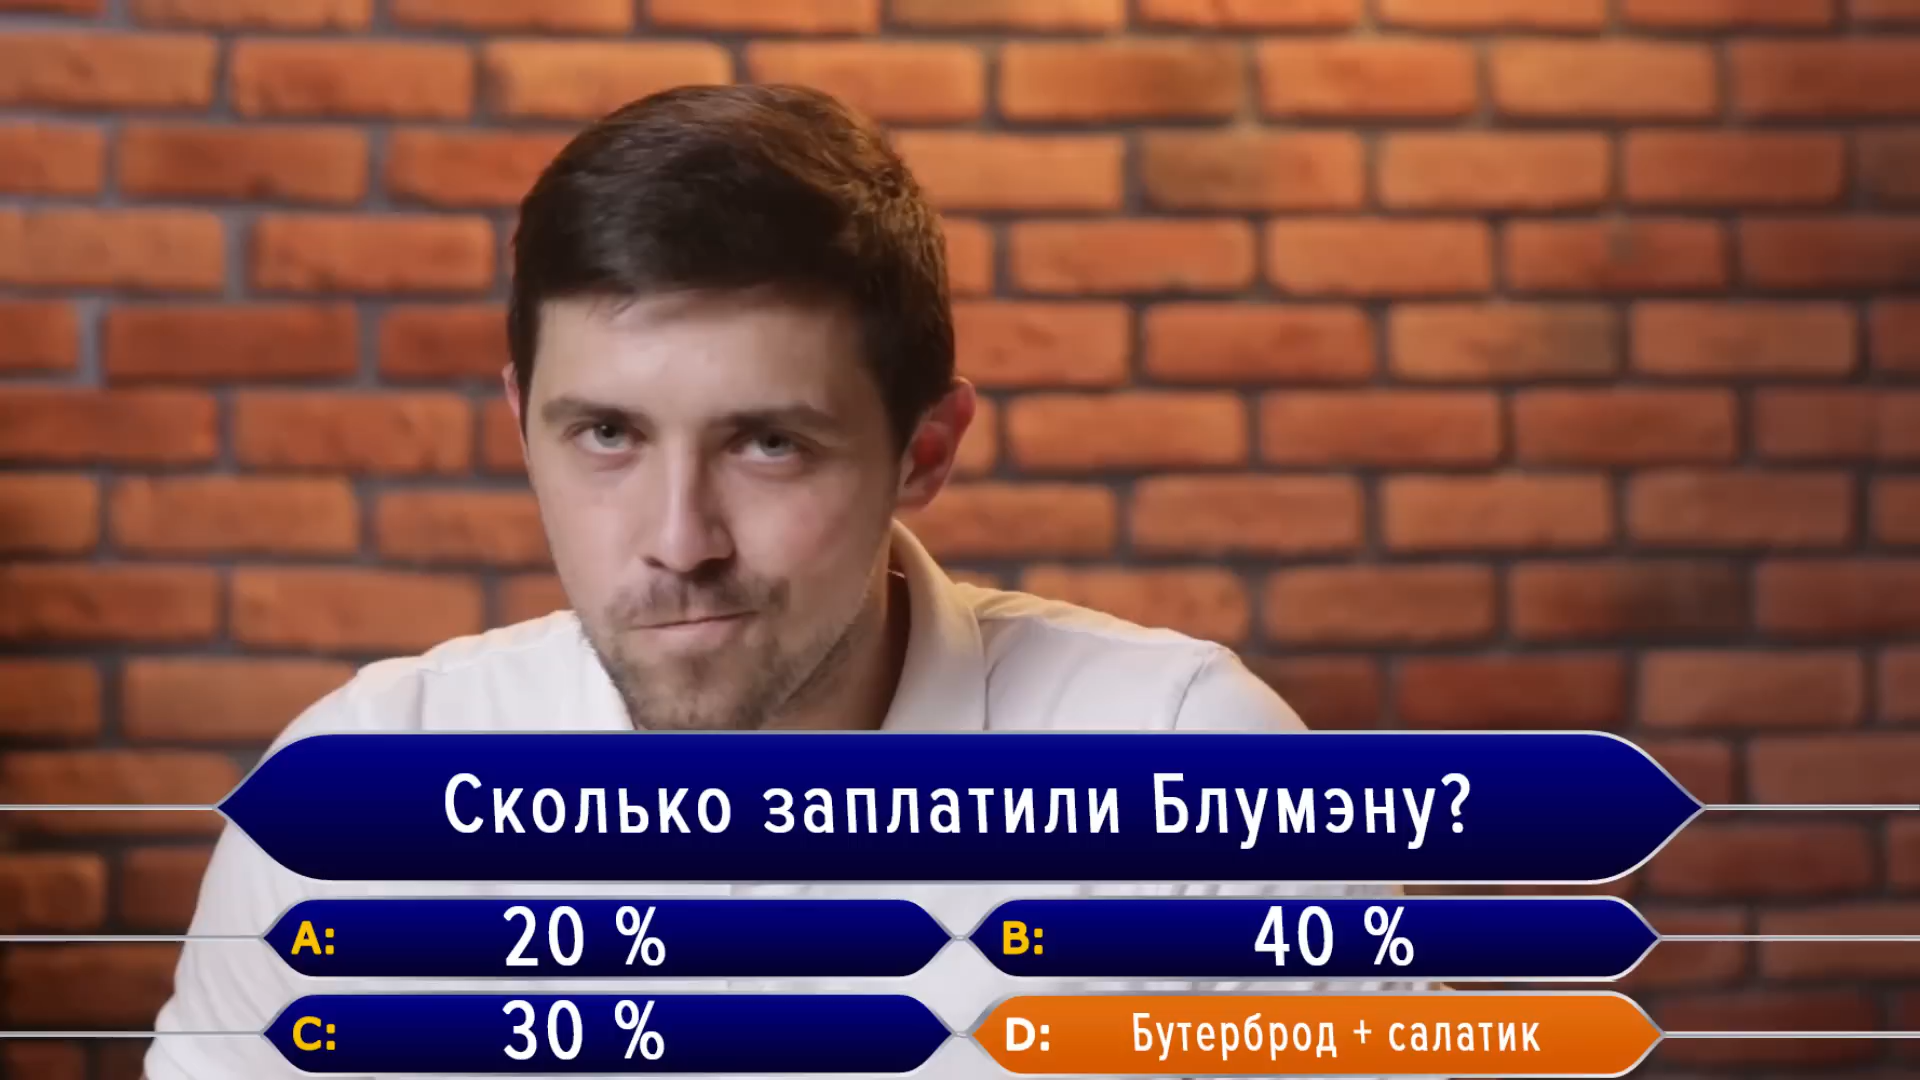 Сколько заплатили Блумэну?
A: 20 %
B: 40 %
C: 30 %
D: Бутерброд + салатик